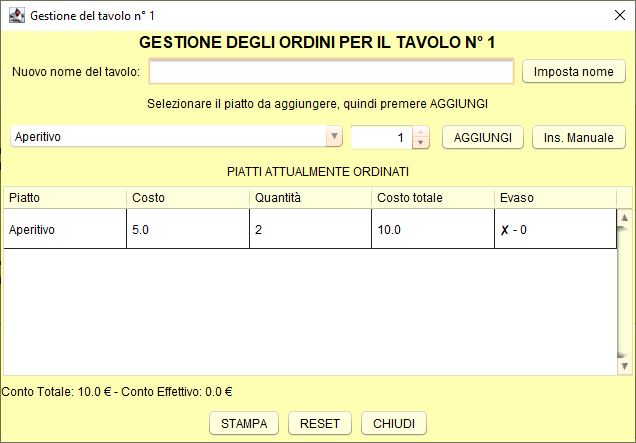 Gestione del tavolo n° 1
GESTIONE DEGLI ORDINI PER IL TAVOLO N° 1
Nuovo nome del tavolo: Imposta nome
Selezionare il piatto da aggiungere, quindi premere AGGIUNGI
Aperitivo 1 AGGIUNGI Ins. Manuale
PIATTI ATTUALMENTE ORDINATI
Piatto Costo Quantità Costo totale Evaso
Aperitivo 5.0 2 10.0 ✗ - 0
Conto Totale: 10.0 € - Conto Effettivo: 0.0 €
STAMPA RESET CHIUDI